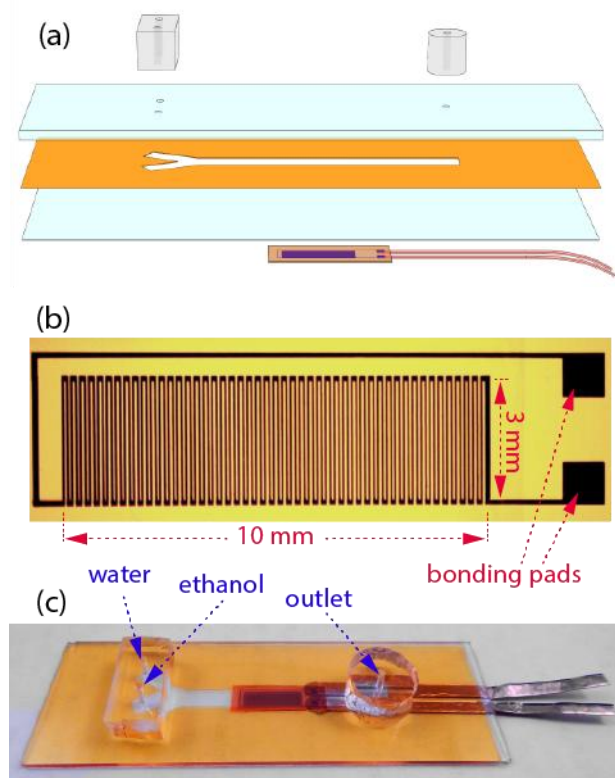 (a)
(b)
3 mm
10 mm
bonding pads
water
ethanol
outlet
(c)